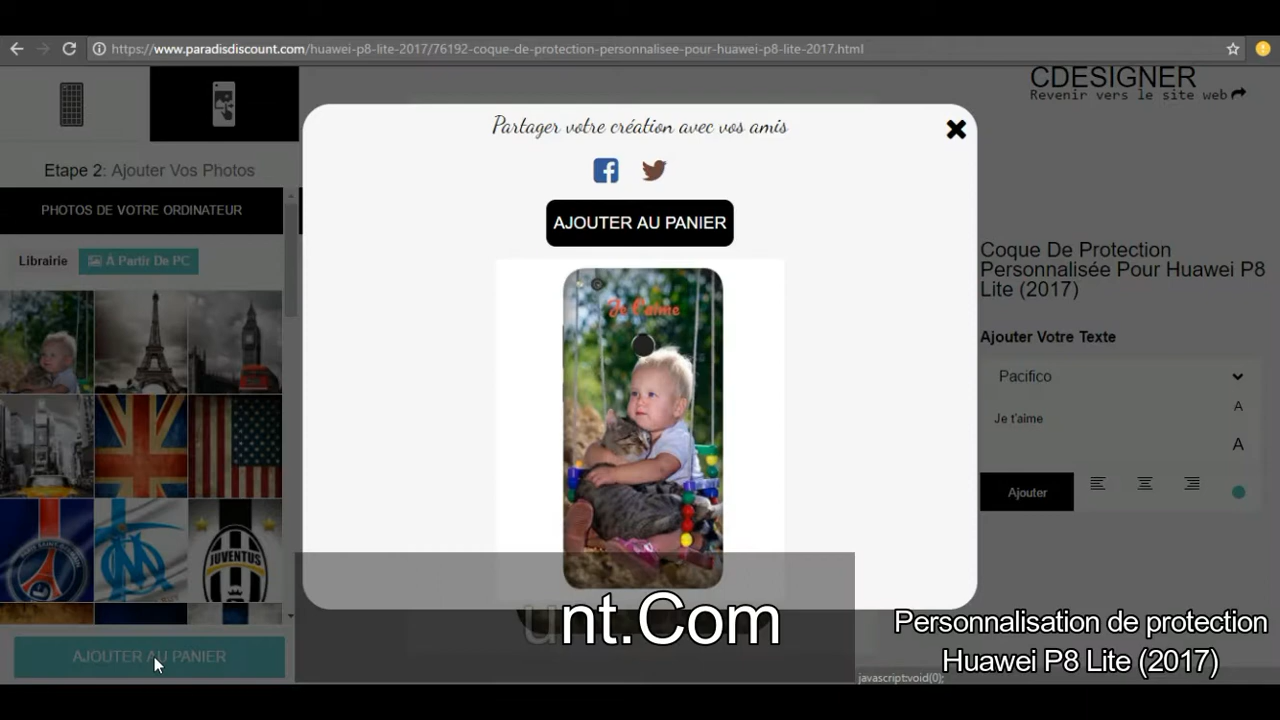 https://www.paradisdiscount.com/huawei-p8-lite-2017/76192-coque-de-protection-personnalisee-pour-huawei-p8-lite-2017.html
CDESIGNER
Revenir vers le site web
Partager votre création avec vos amis
AJOUTER AU PANIER
Je t'aime
Etape 2: Ajouter Vos Photos
PHOTOS DE VOTRE ORDINATEUR
Librairie
À Partir De PC
PARIS
JUVENTUS
AJOUTER AU PANIER
Coque De Protection
Personnalisée Pour Huawei P8
Lite (2017)
Ajouter Votre Texte
Pacifico
Je t'aime
A
A
Ajouter
unt.Com
Personnalisation de protection
Huawei P8 Lite (2017)
javascript:void(0);